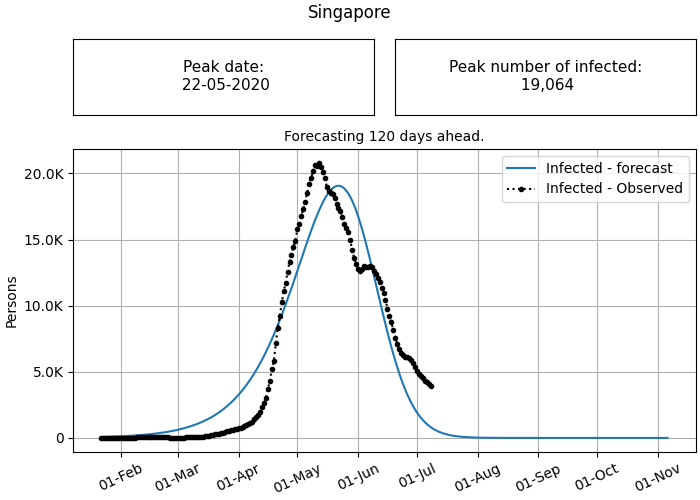 Singapore
Peak date:
22-05-2020
Peak number of infected:
19,064
Forecasting 120 days ahead.
Infected - forecast
Infected - Observed
20.0K
15.0K
10.0K
5.0K
0
Persons
01-Feb
01-Mar
01-Apr
01-May
01-Jun
01-Jul
01-Aug
01-Sep
01-Oct
01-Nov